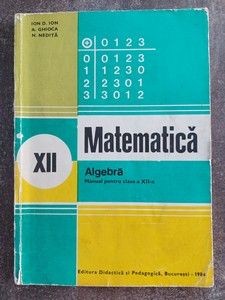 ION D. ION
A. GHIOCA
N. NEDIȚĂ
⊕ 0 1 2 3
0 0 1 2 3
1 1 2 3 0
2 2 3 0 1
3 3 0 1 2
Matematică
XII
Algebră
Manual pentru clasa a XII-a
Editura Didactică și Pedagogică, București - 1984